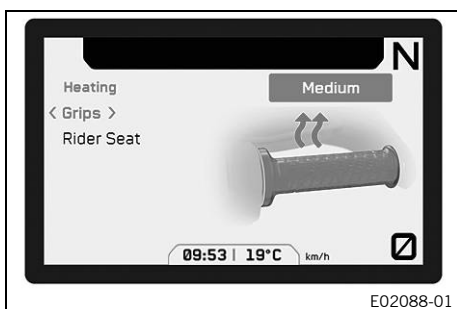 N
Heating
Medium
< Grips >
Rider Seat
09:53 | 19°C km/h
E02088-01